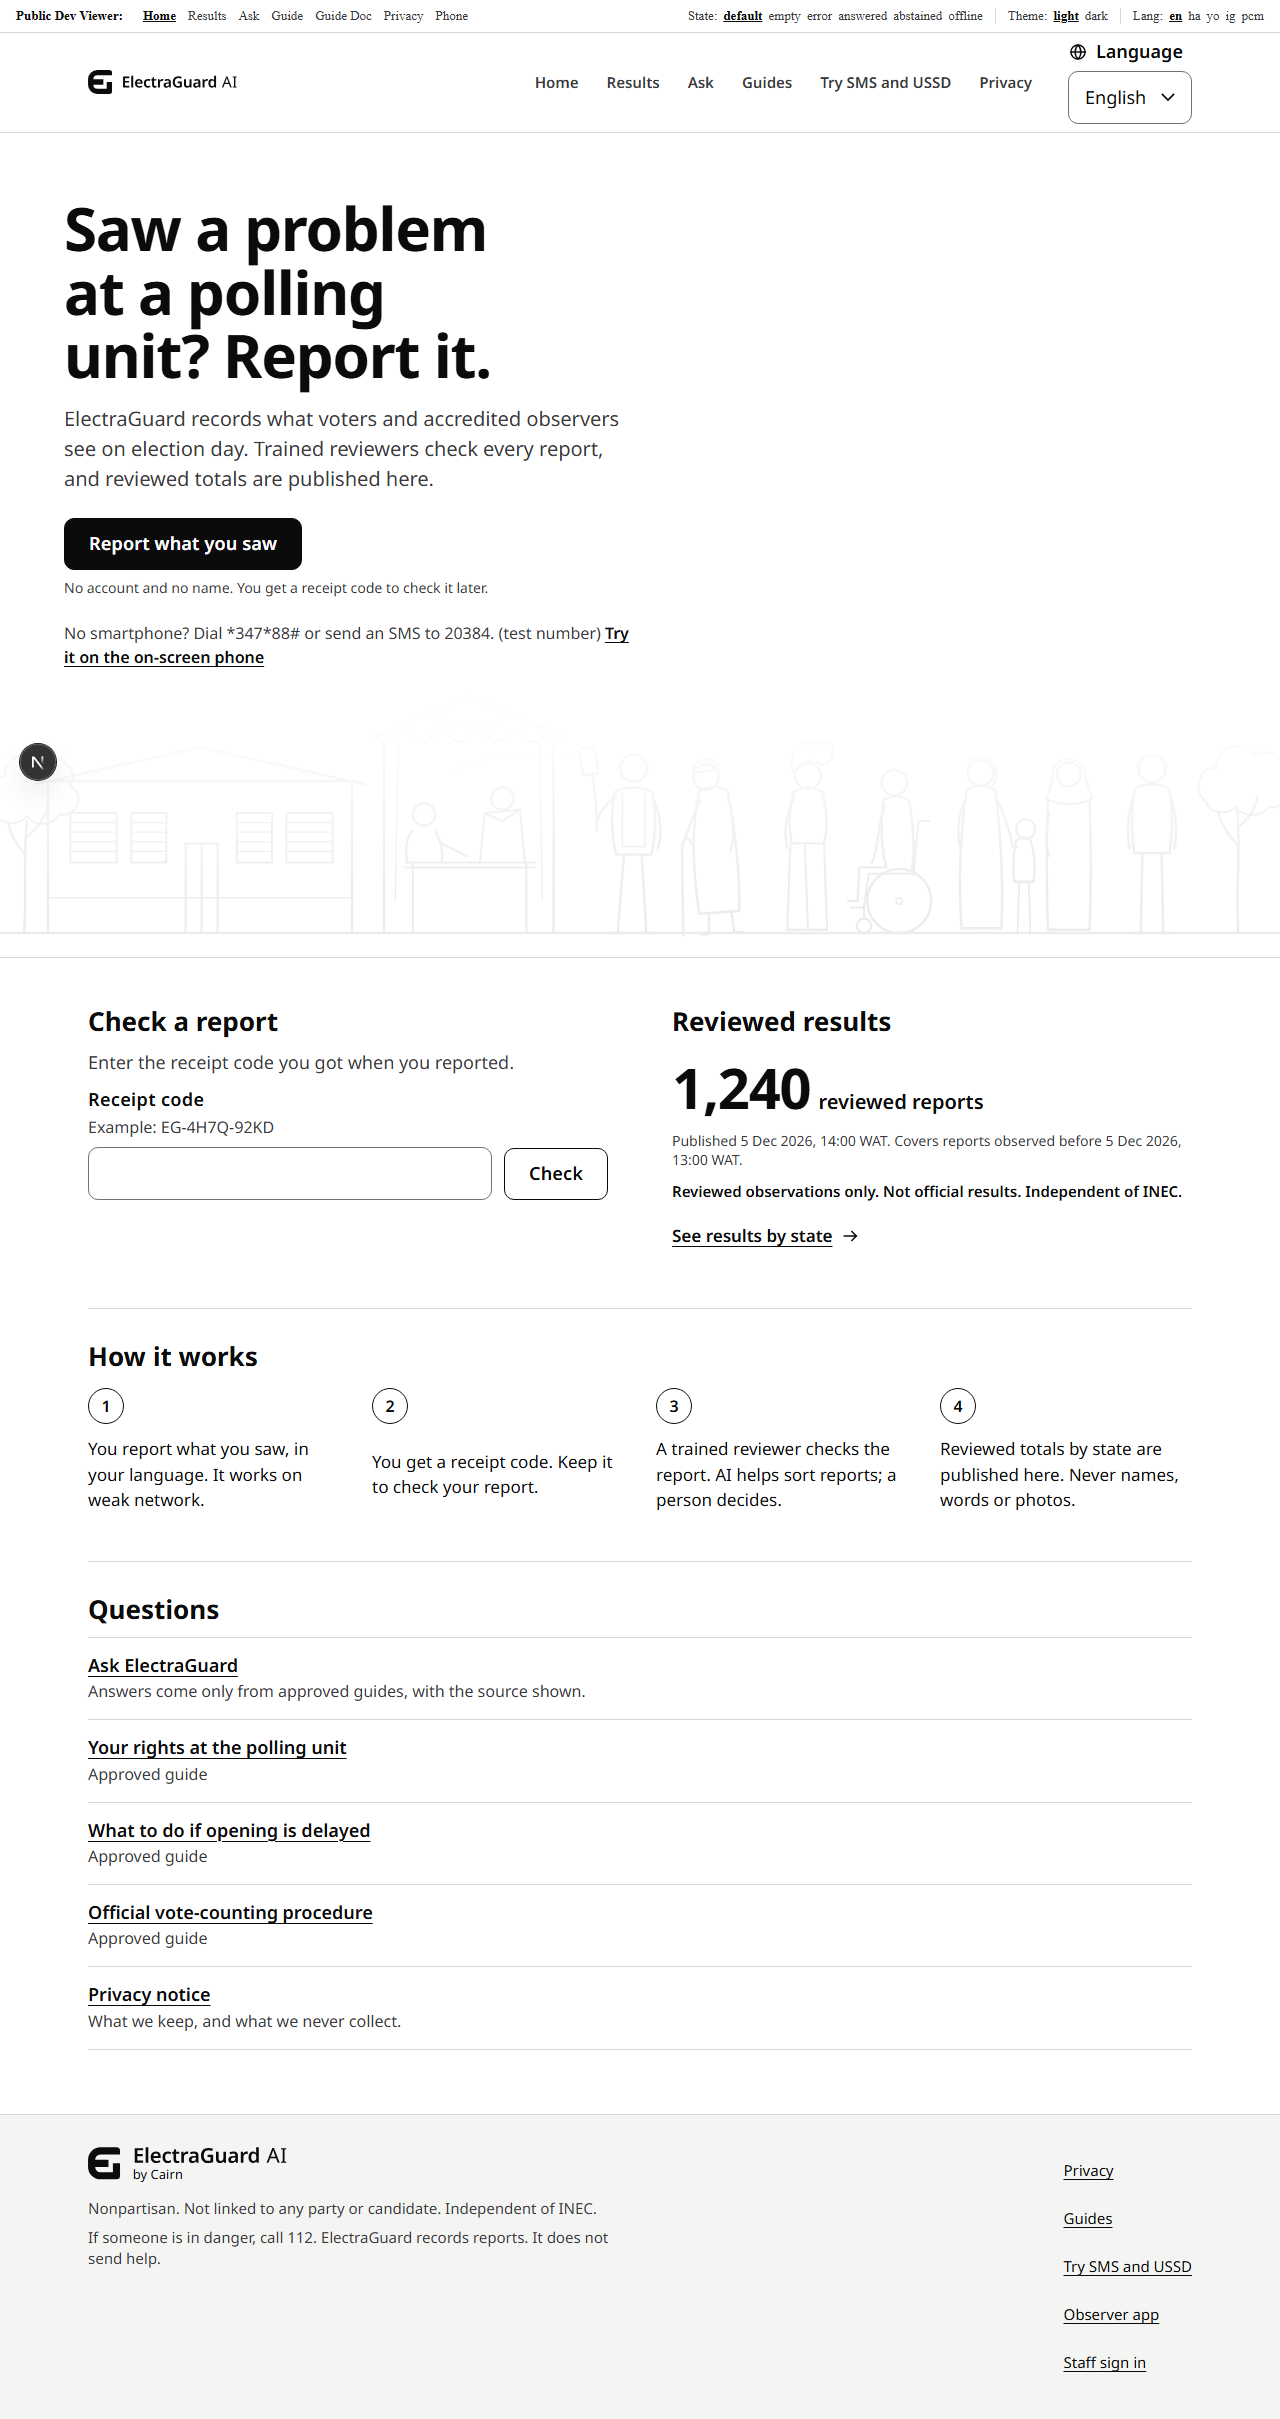 Public Dev Viewer: Home Results Ask Guide Guide Doc Privacy Phone State: default empty error answered abstained offline Theme: light dark Lang: en ha yo ig pcm
ElectraGuard AI
Home Results Ask Guides Try SMS and USSD Privacy
Language
English
Saw a problem
at a polling
unit? Report it.
ElectraGuard records what voters and accredited observers
see on election day. Trained reviewers check every report,
and reviewed totals are published here.
Report what you saw
No account and no name. You get a receipt code to check it later.
No smartphone? Dial *347*88# or send an SMS to 20384. (test number) Try
it on the on-screen phone
N
Check a report
Enter the receipt code you got when you reported.
Receipt code
Example: EG-4H7Q-92KD
Check
Reviewed results
1,240 reviewed reports
Published 5 Dec 2026, 14:00 WAT. Covers reports observed before 5 Dec 2026,
13:00 WAT.
Reviewed observations only. Not official results. Independent of INEC.
See results by state →
How it works
1
You report what you saw, in
your language. It works on
weak network.
2
You get a receipt code. Keep it
to check your report.
3
A trained reviewer checks the
report. AI helps sort reports; a
person decides.
4
Reviewed totals by state are
published here. Never names,
words or photos.
Questions
Ask ElectraGuard
Answers come only from approved guides, with the source shown.
Your rights at the polling unit
Approved guide
What to do if opening is delayed
Approved guide
Official vote-counting procedure
Approved guide
Privacy notice
What we keep, and what we never collect.
ElectraGuard AI
by Cairn
Nonpartisan. Not linked to any party or candidate. Independent of INEC.
If someone is in danger, call 112. ElectraGuard records reports. It does not
send help.
Privacy
Guides
Try SMS and USSD
Observer app
Staff sign in